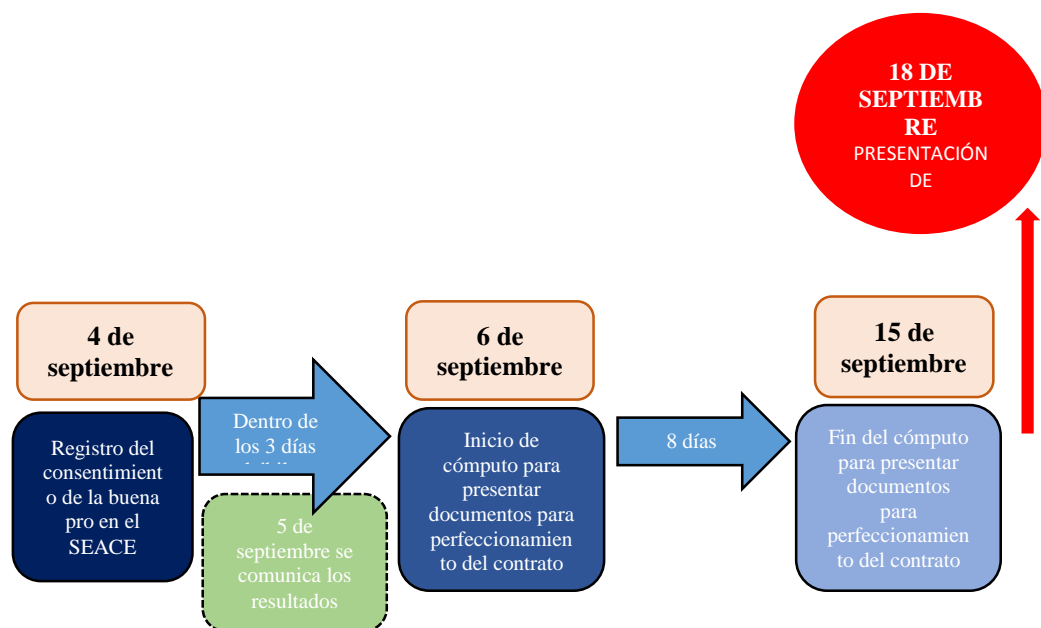 18 DE
SEPTIEMB
RE
PRESENTACIÓN
DE
4 de
septiembre
Registro del
consentimient
o de la buena
pro en el
SEACE
Dentro de
los 3 días
5 de
septiembre se
comunica los
resultados
6 de
septiembre
Inicio de
cómputo para
presentar
documentos para
perfeccionamien
to del contrato
8 días
15 de
septiembre
Fin del cómputo
para presentar
documentos
para
perfeccionamien
to del contrato